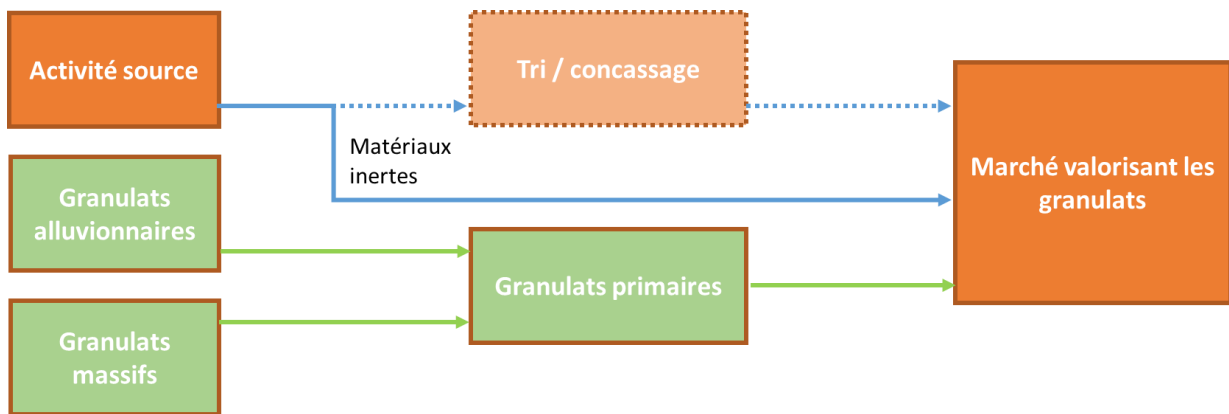 Activité source
Tri / concassage
Matériaux
inertes
Marché valorisant les
granulats
Granulats
alluvionnaires
Granulats primaires
Granulats
massifs